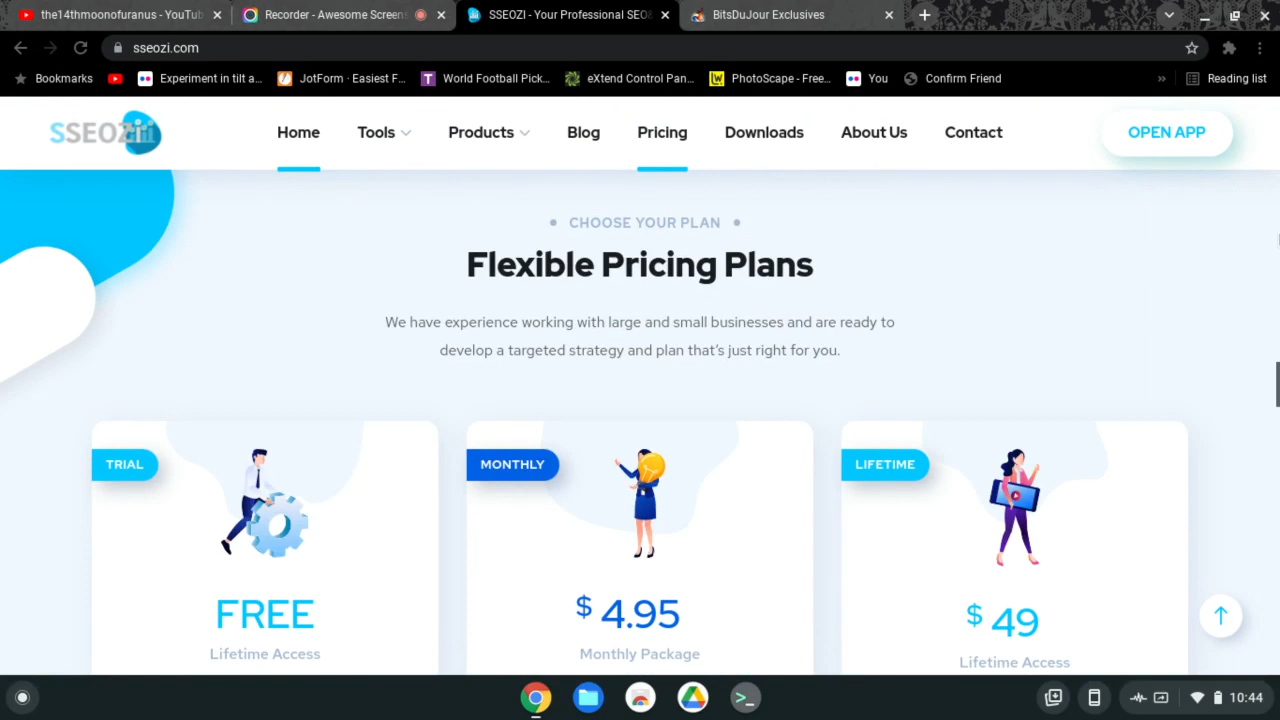 the14thmoonofuranus - YouTub
Recorder - Awesome Screens
SSEOZI - Your Professional SEO
BitsDuJour Exclusives
sseozi.com
Bookmarks
Experiment in tilt a...
JotForm · Easiest F...
World Football Pick...
eXtend Control Pan...
PhotoScape - Free...
You
Confirm Friend
»
Reading list
SSEOZi
Home
Tools
Products
Blog
Pricing
Downloads
About Us
Contact
OPEN APP
CHOOSE YOUR PLAN
Flexible Pricing Plans
We have experience working with large and small businesses and are ready to
develop a targeted strategy and plan that's just right for you.
TRIAL
MONTHLY
LIFETIME
FREE
Lifetime Access
$ 4.95
Monthly Package
$ 49
Lifetime Access
10:44